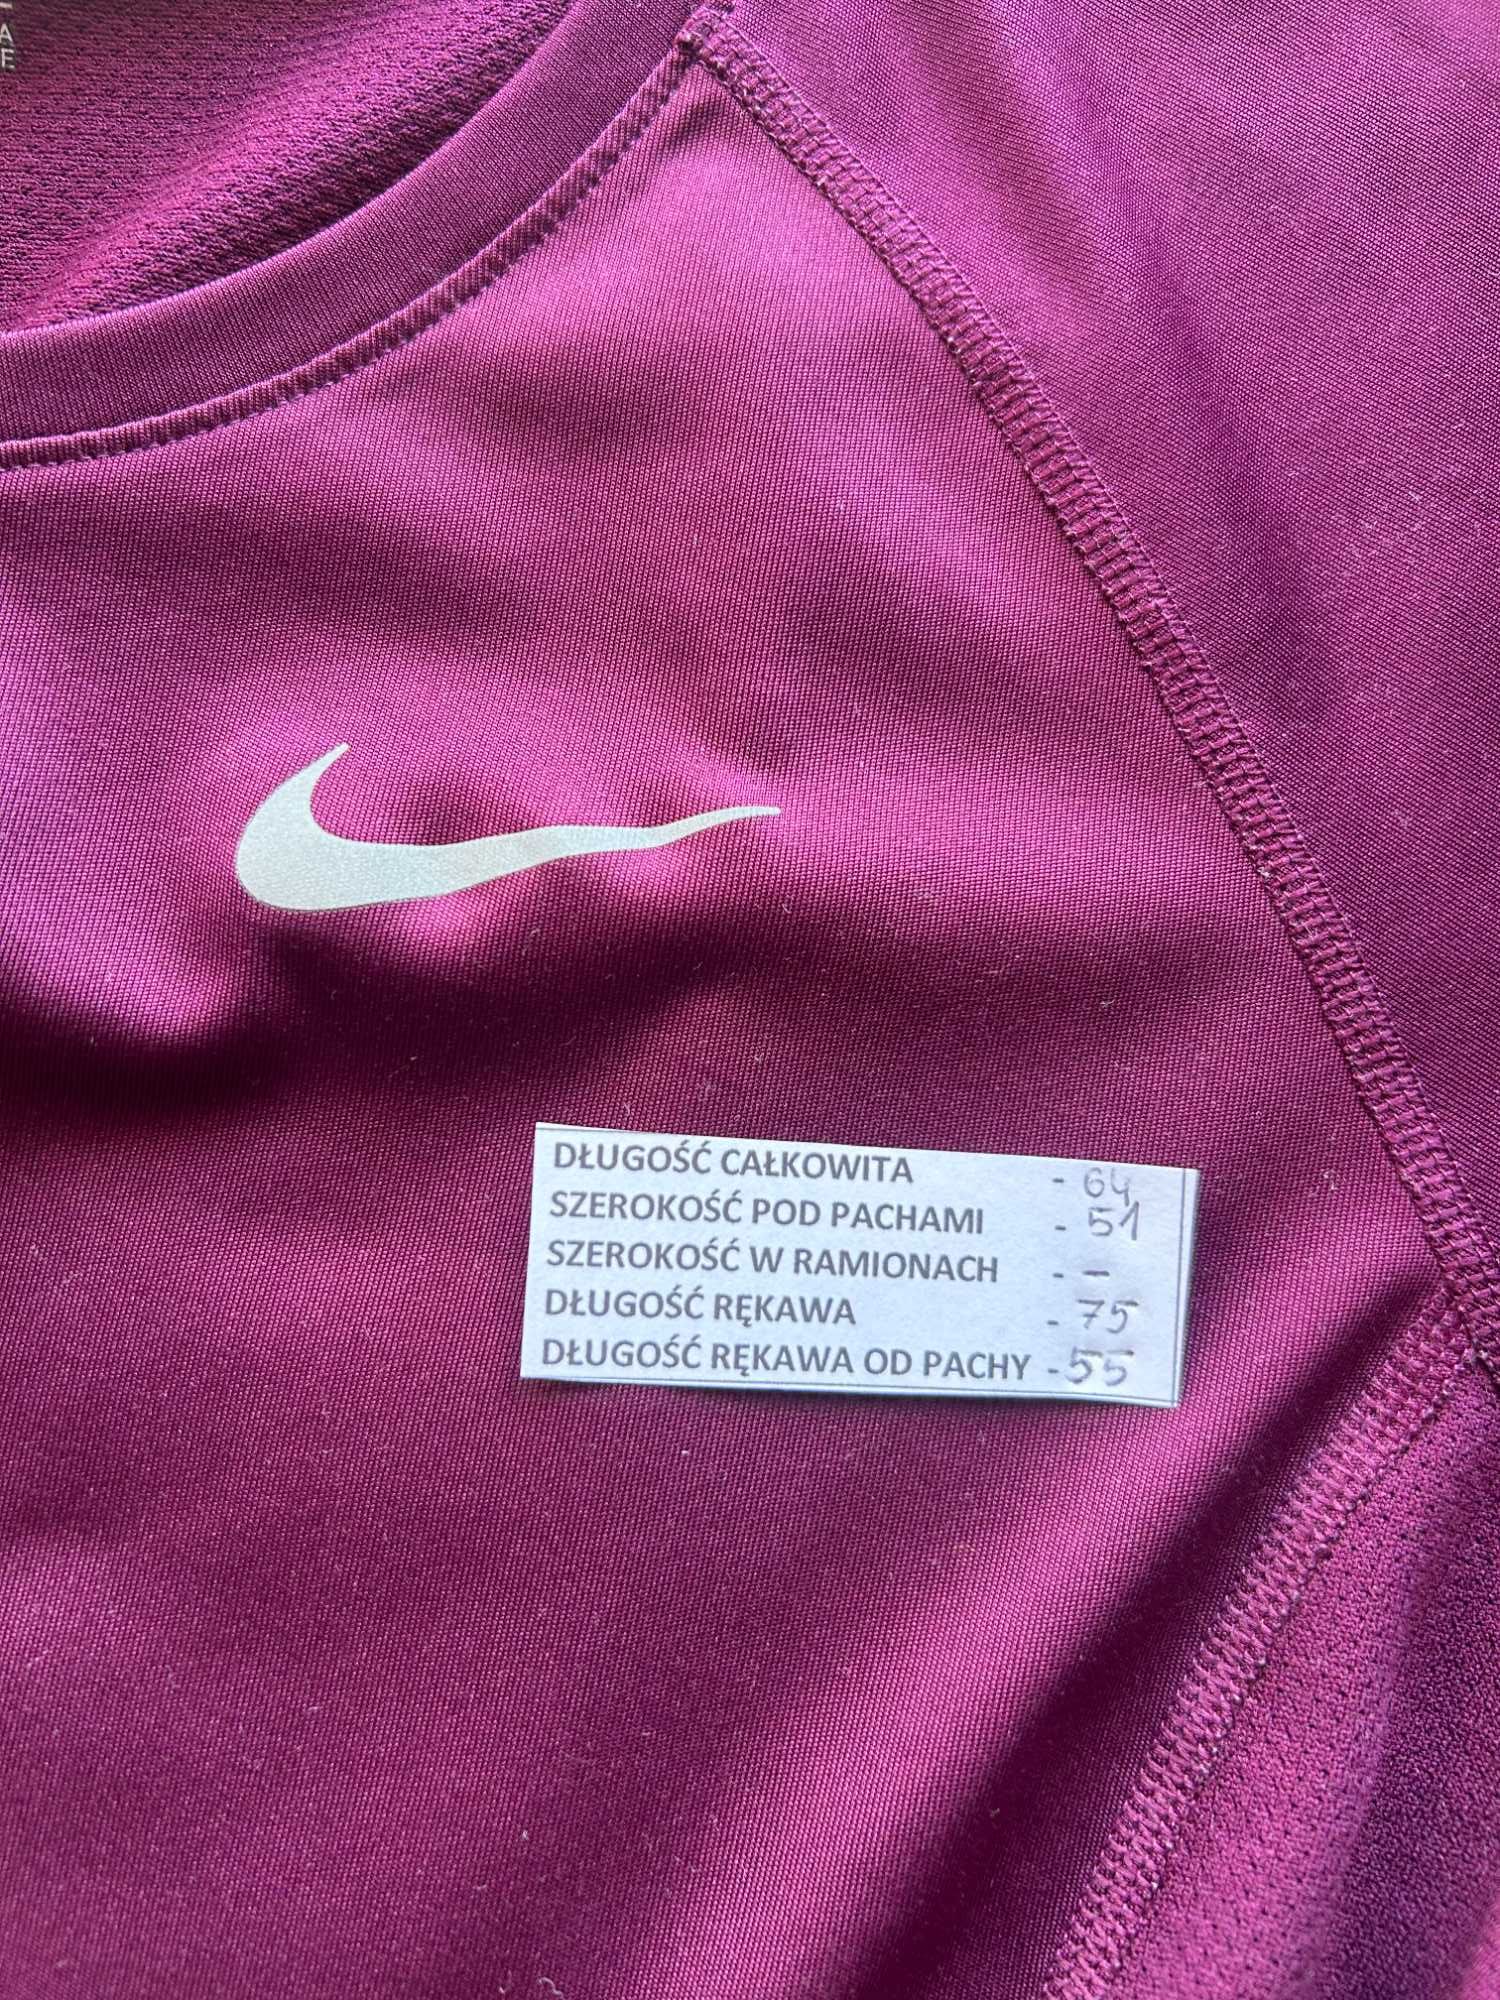 A
E
DŁUGOŚĆ CAŁKOWITA - 64
SZEROKOŚĆ POD PACHAMI - 51
SZEROKOŚĆ W RAMIONACH - -
DŁUGOŚĆ RĘKAWA - 75
DŁUGOŚĆ RĘKAWA OD PACHY - 55